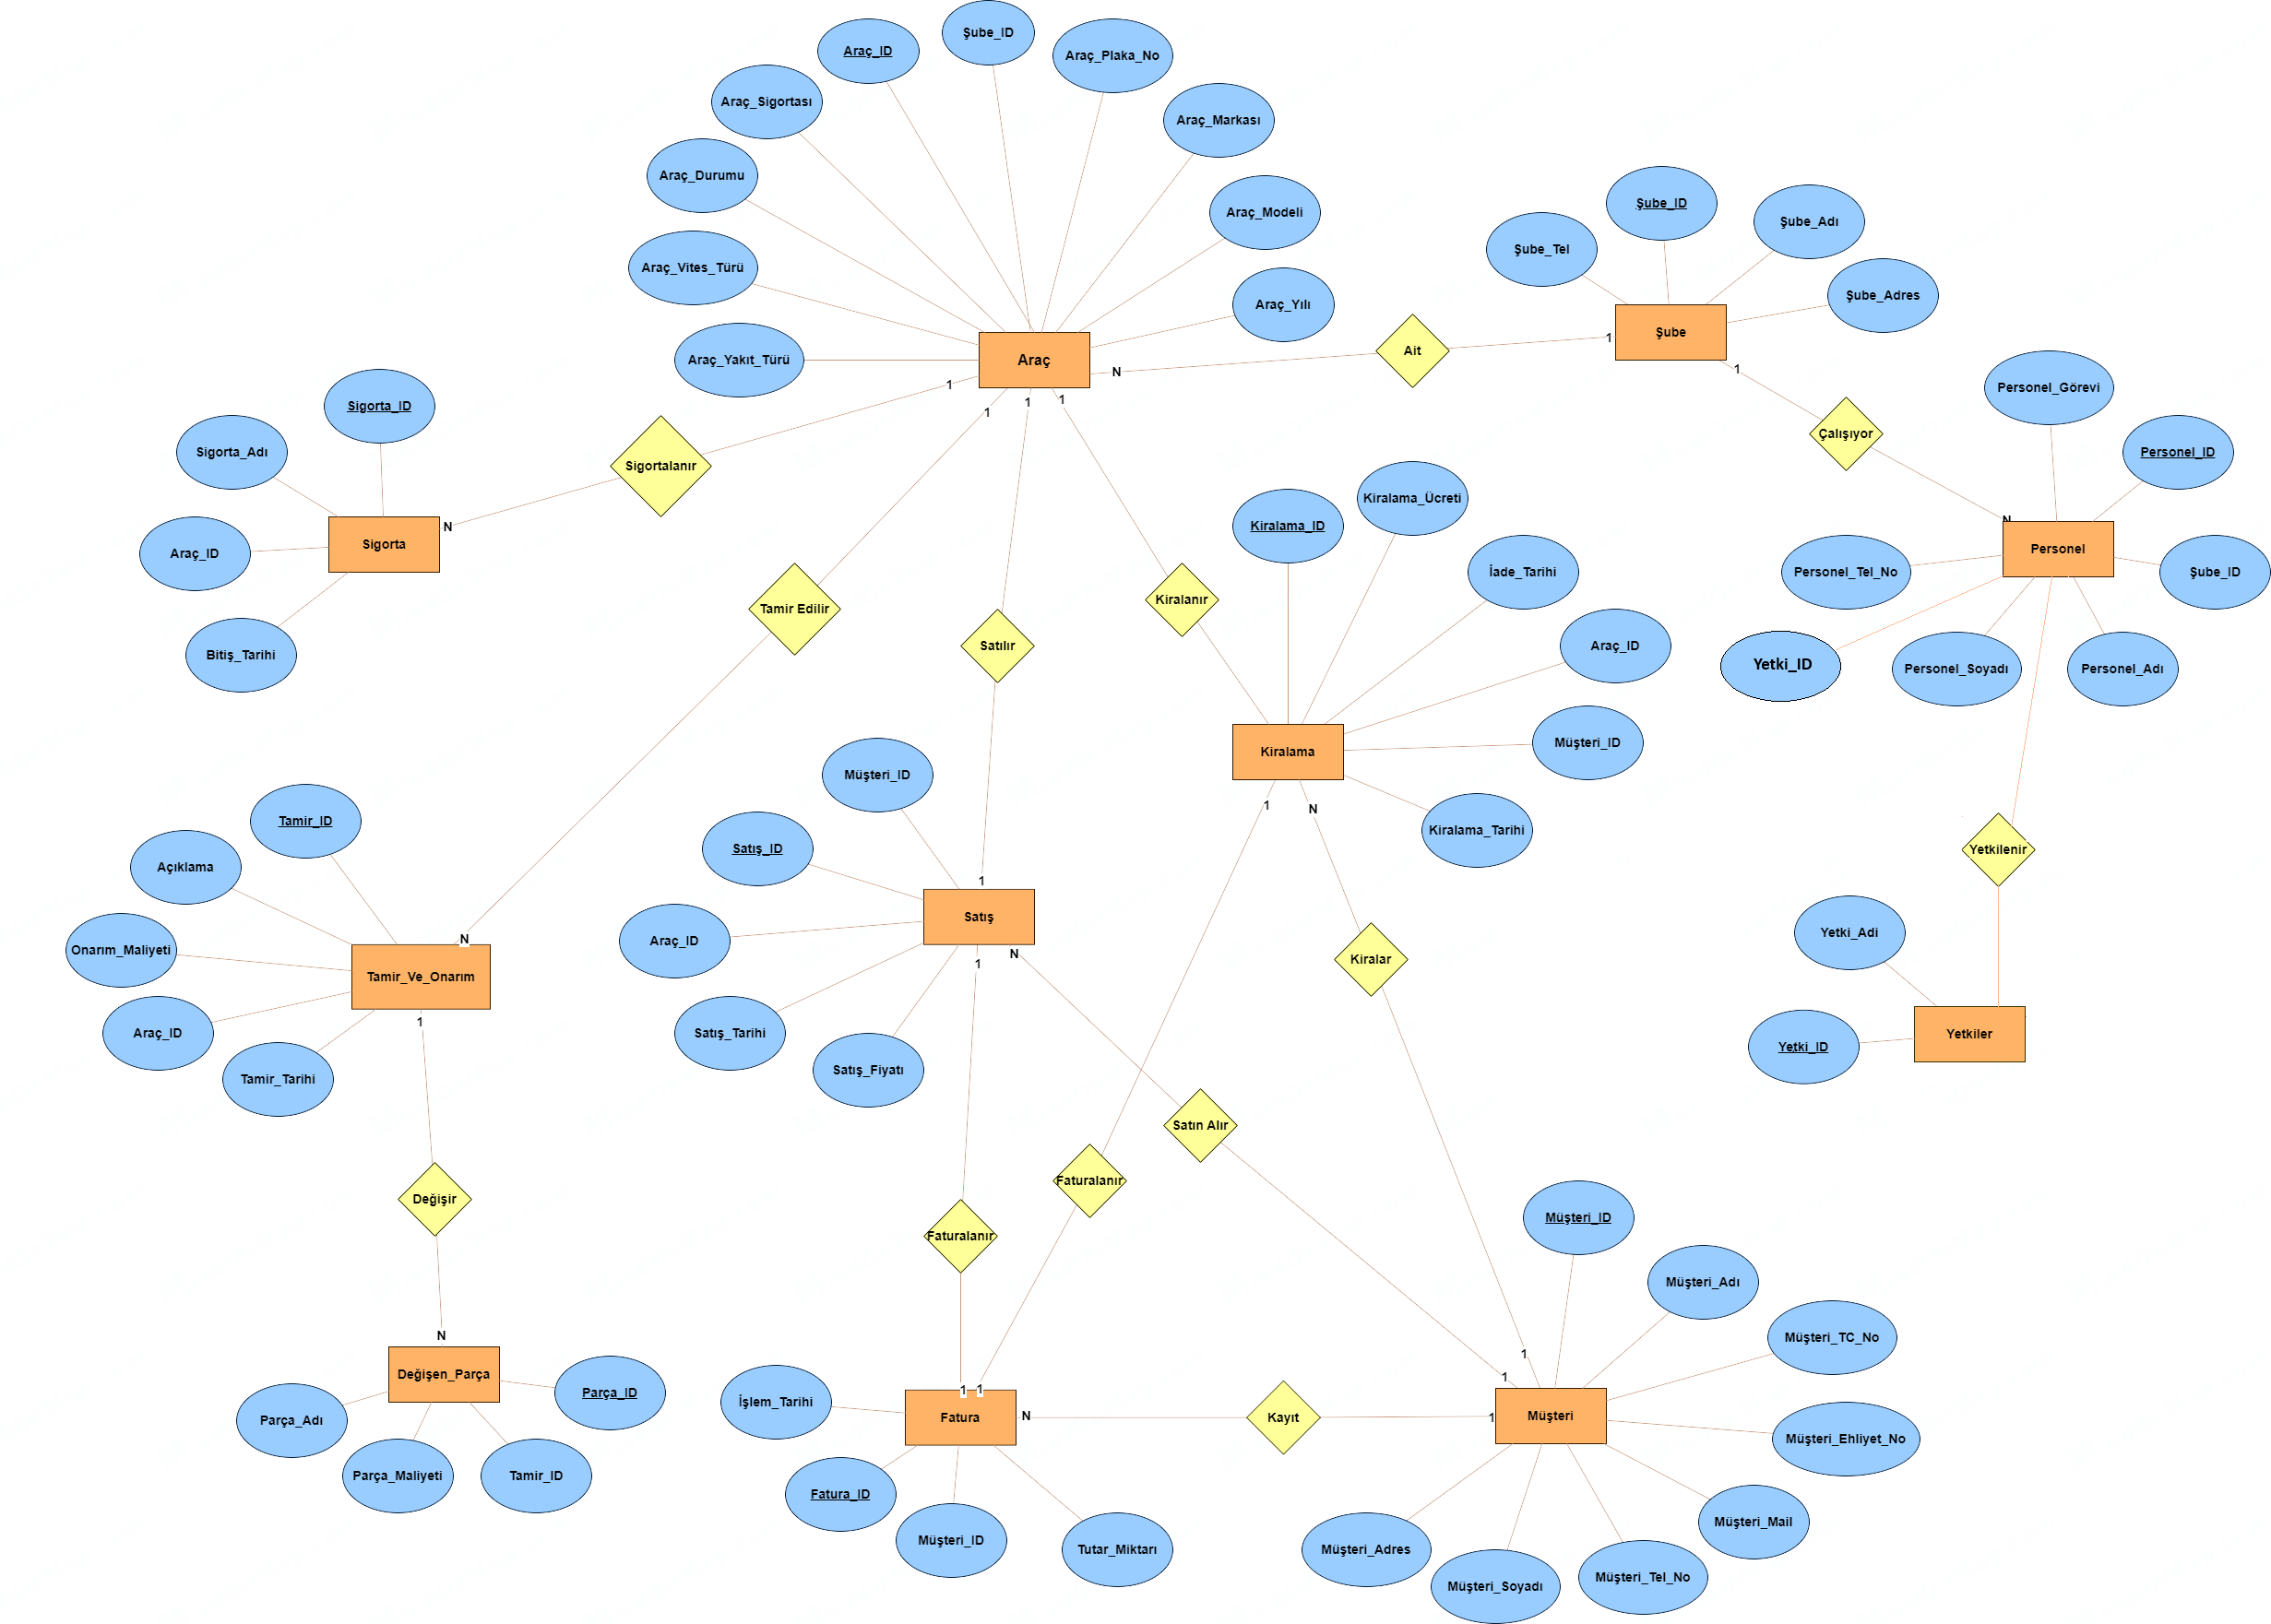 Şube_ID
Araç_ID
Araç_Plaka_No
Araç_Sigortası
Araç_Markası
Araç_Durumu
Araç_Modeli
Araç_Vites_Türü
Araç_Yılı
Araç_Yakıt_Türü
Araç
1
1
1
1
N
Ait
1
Şube_ID
Şube_Adı
Şube_Tel
Şube_Adres
Şube
1
Çalışıyor
N
Personel_Görevi
Personel_ID
Personel
Personel_Tel_No
Şube_ID
Yetki_ID
Personel_Soyadı
Personel_Adı
Sigorta_ID
Sigorta_Adı
Sigortalanır
N
Sigorta
Araç_ID
Bitiş_Tarihi
Tamir Edilir
Satılır
Kiralanır
Kiralama_Ücreti
Kiralama_ID
İade_Tarihi
Araç_ID
Müşteri_ID
Kiralama
Kiralama_Tarihi
1
N
Yetkilenir
Yetki_Adi
Yetkiler
Yetki_ID
Müşteri_ID
Satış_ID
1
Satış
Araç_ID
1
N
Satış_Tarihi
Satış_Fiyatı
Kiralar
Tamir_ID
Açıklama
N
Onarım_Maliyeti
Tamir_Ve_Onarım
Araç_ID
1
Tamir_Tarihi
Satın Alır
Faturalanır
Faturalanır
Değişir
N
Değişen_Parça
Parça_ID
Parça_Adı
Parça_Maliyeti
Tamir_ID
1
1
İşlem_Tarihi
Fatura
N
Kayıt
1
1
1
Müşteri
Fatura_ID
Müşteri_ID
Tutar_Miktarı
Müşteri_ID
Müşteri_Adı
Müşteri_TC_No
Müşteri_Ehliyet_No
Müşteri_Mail
Müşteri_Adres
Müşteri_Tel_No
Müşteri_Soyadı